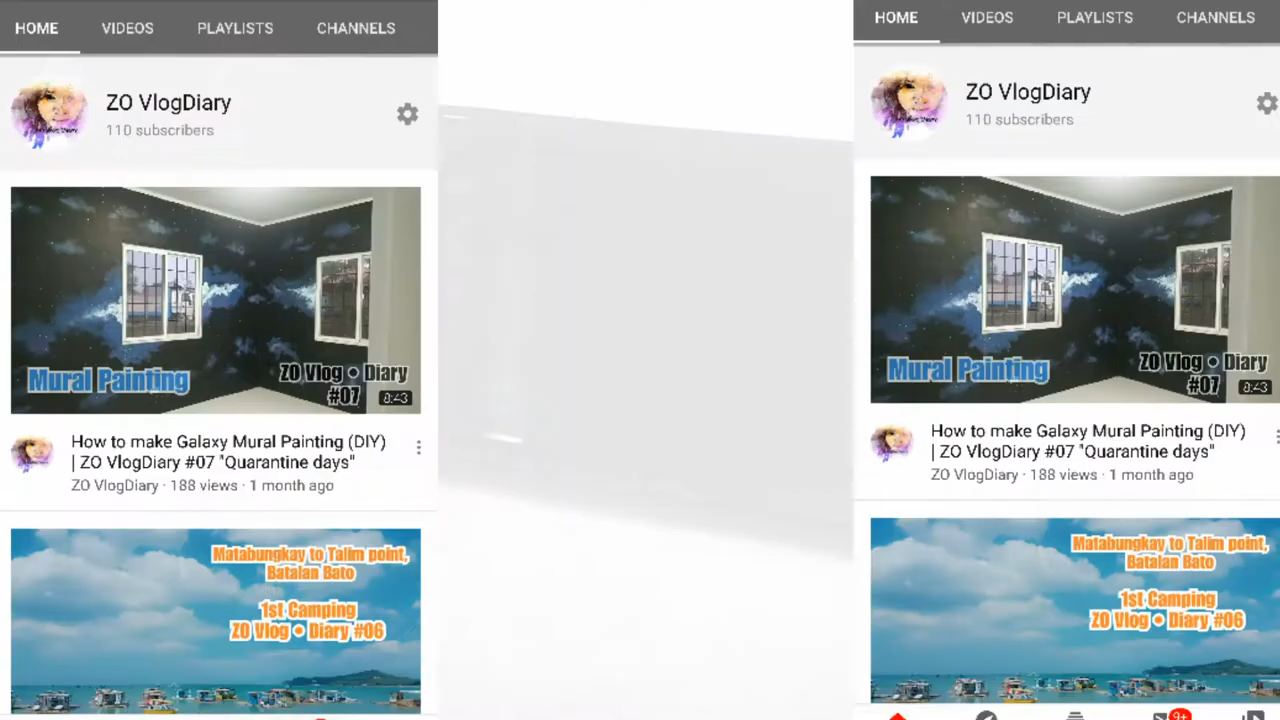 HOME VIDEOS PLAYLISTS CHANNELS
ZO VlogDiary
110 subscribers
Mural Painting
ZO Vlog • Diary
#07
8:43
How to make Galaxy Mural Painting (DIY)
| ZO VlogDiary #07 "Quarantine days"
ZO VlogDiary · 188 views · 1 month ago
Matabungkay to Talim point,
Batalan Bato
1st Camping
ZO Vlog • Diary #06
HOME VIDEOS PLAYLISTS CHANNELS
ZO VlogDiary
110 subscribers
Mural Painting
ZO Vlog • Diary
#07
8:43
How to make Galaxy Mural Painting (DIY)
| ZO VlogDiary #07 "Quarantine days"
ZO VlogDiary · 188 views · 1 month ago
Matabungkay to Talim point,
Batalan Bato
1st Camping
ZO Vlog • Diary #06
9+